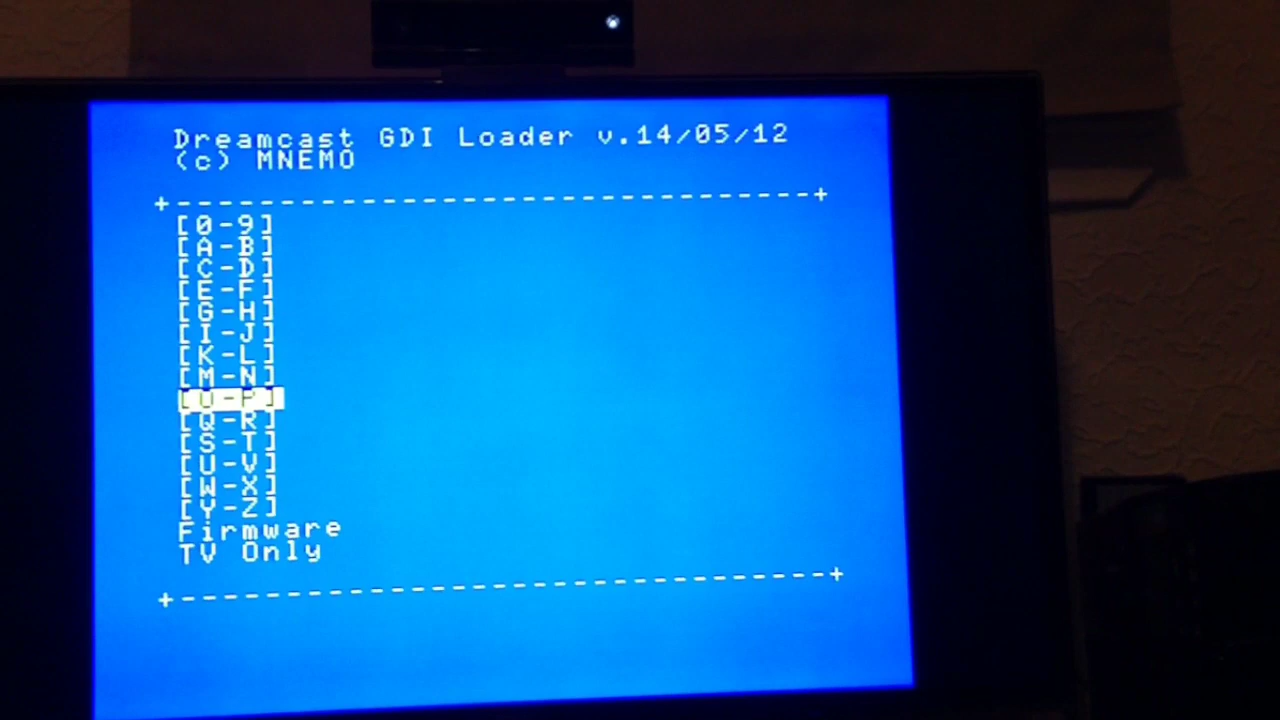 Dreamcast GDI Loader v.14/05/12
(c) MNEMO
+--------------------------------+
[0-9]
[A-B]
[C-D]
[E-F]
[G-H]
[I-J]
[K-L]
[M-N]
[O-P]
[Q-R]
[S-T]
[U-V]
[W-X]
[Y-Z]
Firmware
TV Only
+--------------------------------+